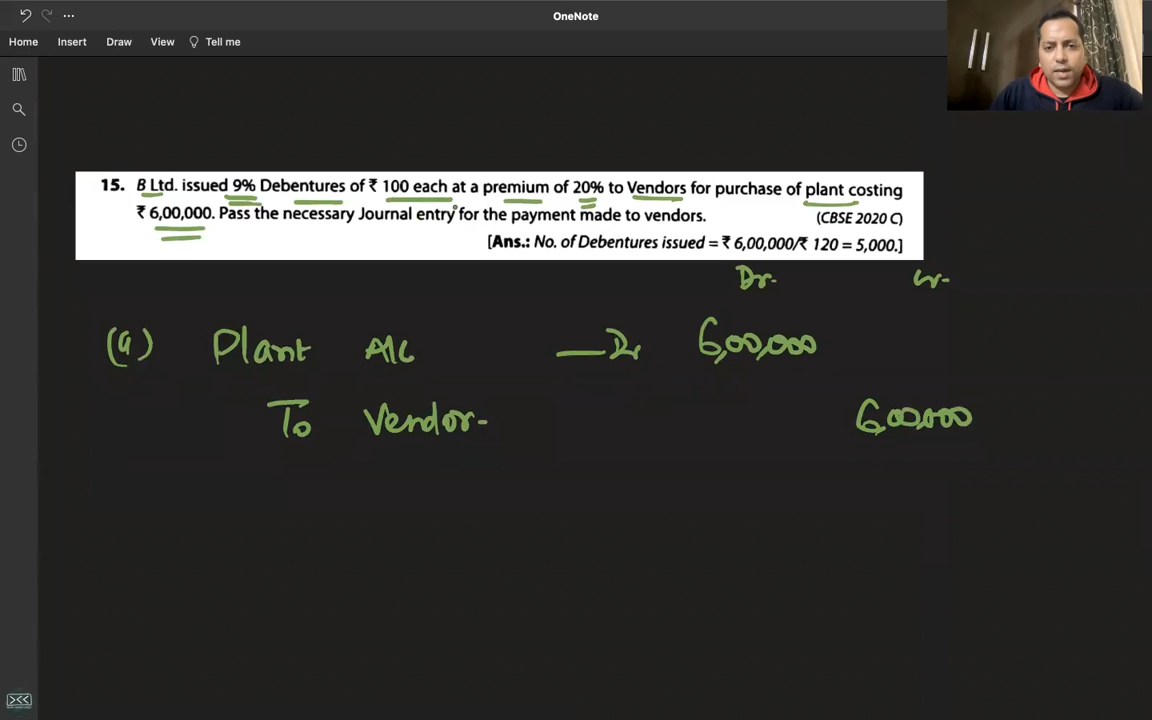 OneNote
Home Insert Draw View Tell me
15. B Ltd. issued 9% Debentures of ₹ 100 each at a premium of 20% to Vendors for purchase of plant costing
₹ 6,00,000. Pass the necessary Journal entry for the payment made to vendors. (CBSE 2020 C)
[Ans.: No. of Debentures issued = ₹ 6,00,000/₹ 120 = 5,000.]
Dr. Cr.
(a) Plant A/c —Dr 6,00,000
To Vendor 6,00,000